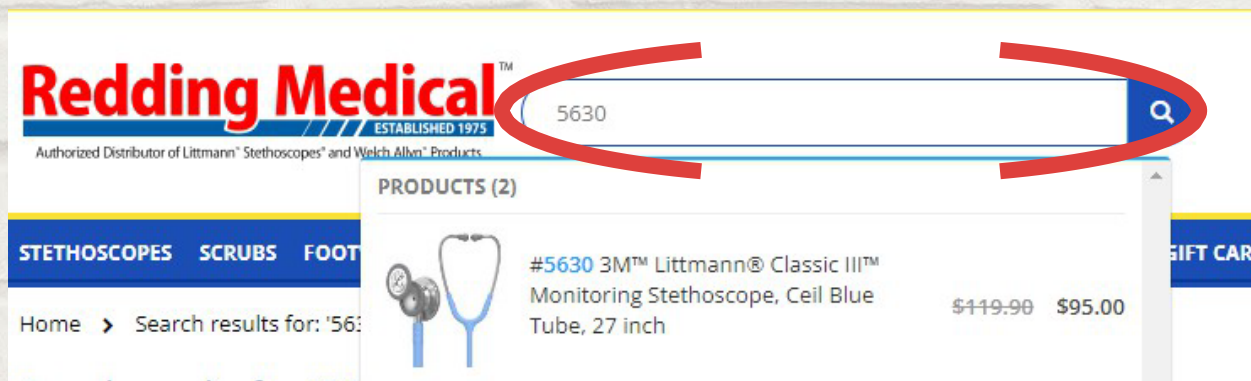 Redding Medical™
ESTABLISHED 1975
Authorized Distributor of Littmann® Stethoscopes® and Welch Allyn® Products
5630
PRODUCTS (2)
STETHOSCOPES SCRUBS FOOT GIFT CAR
#5630 3M™ Littmann® Classic III™
Monitoring Stethoscope, Ceil Blue
Tube, 27 inch
$119.90 $95.00
Home > Search results for: '563